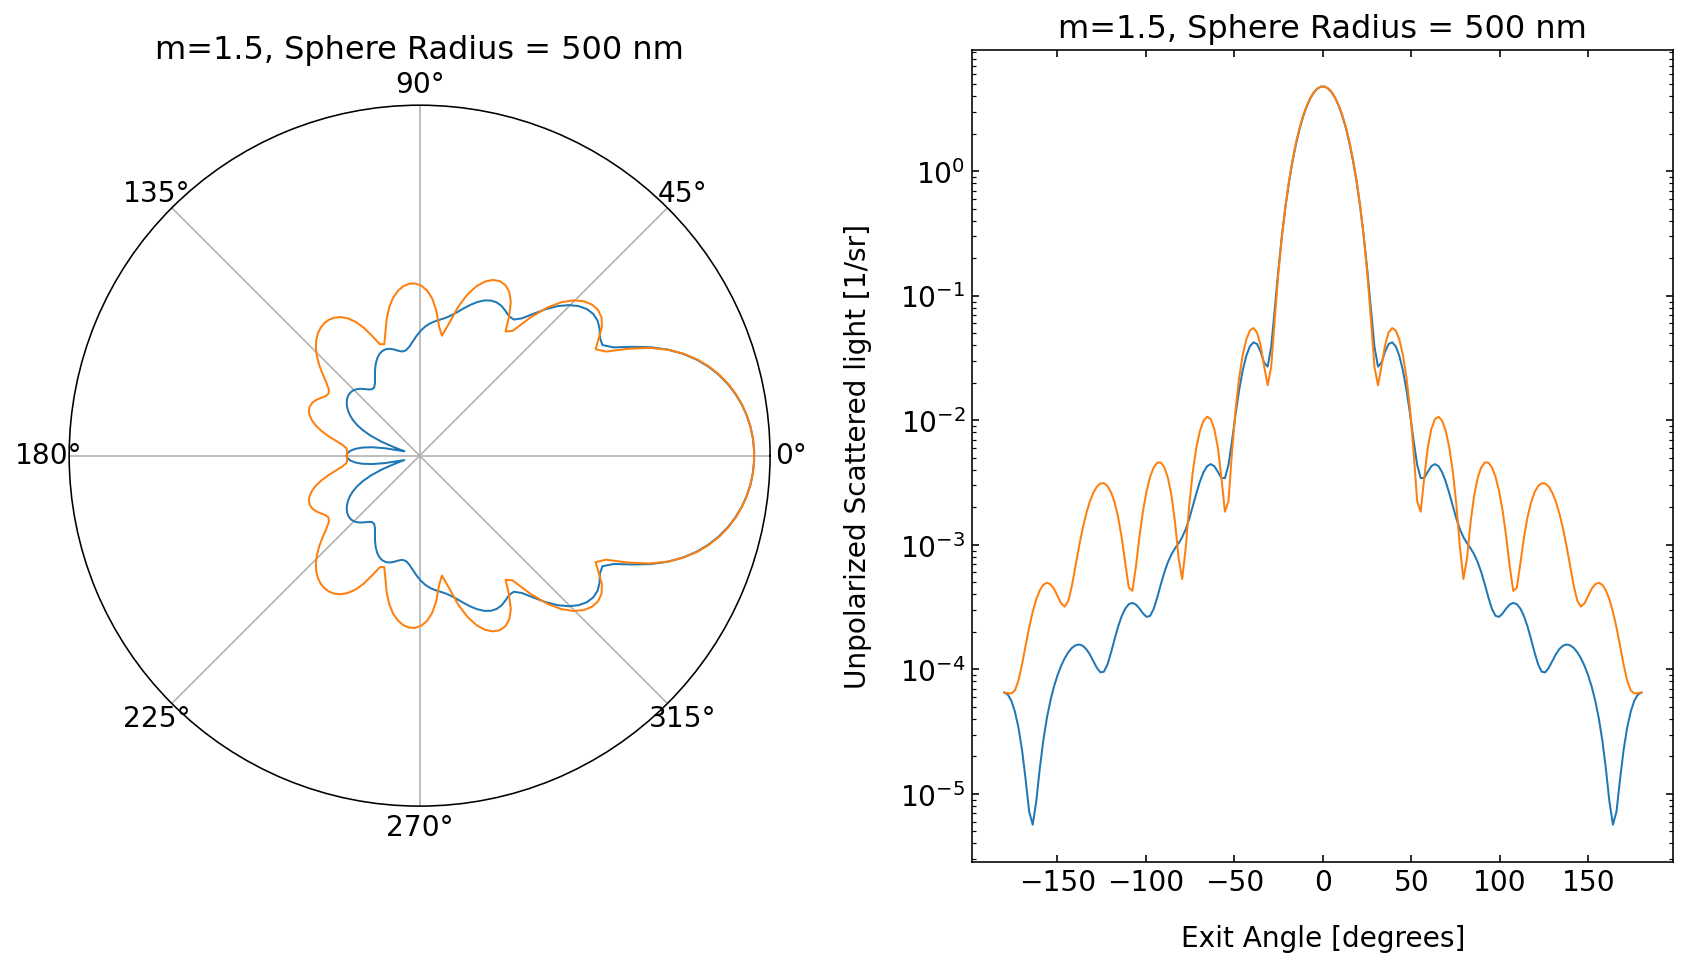 m=1.5, Sphere Radius = 500 nm
90°
135°
45°
180°
0°
225°
315°
270°
m=1.5, Sphere Radius = 500 nm
Unpolarized Scattered light [1/sr]
10⁰
10⁻¹
10⁻²
10⁻³
10⁻⁴
10⁻⁵
−150 −100 −50 0 50 100 150
Exit Angle [degrees]